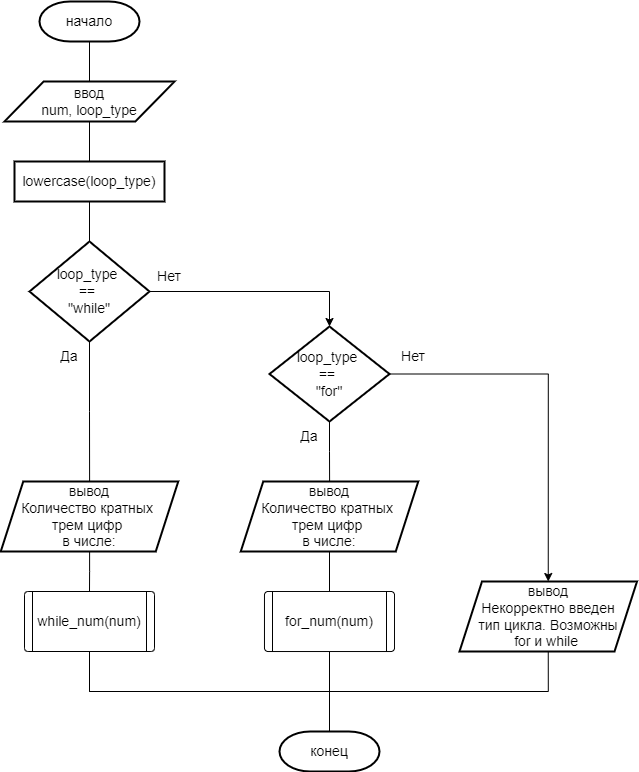 начало
ввод
num, loop_type
lowercase(loop_type)
loop_type
==
"while"
Нет
Да
loop_type
==
"for"
Нет
Да
вывод
Количество кратных
трем цифр
в числе:
вывод
Количество кратных
трем цифр
в числе:
while_num(num)
for_num(num)
вывод
Некорректно введен
тип цикла. Возможны
for и while
конец